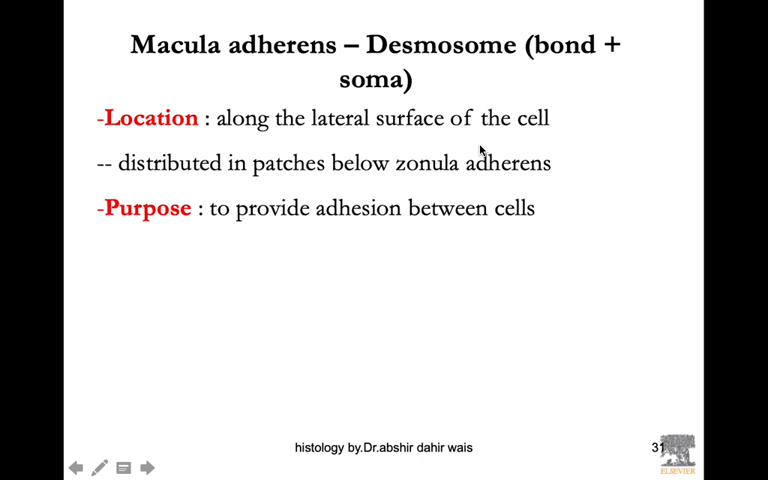 Macula adherens – Desmosome (bond +
soma)
-Location : along the lateral surface of the cell
-- distributed in patches below zonula adherens
-Purpose : to provide adhesion between cells
histology by.Dr.abshir dahir wais
31
ELSEVIER